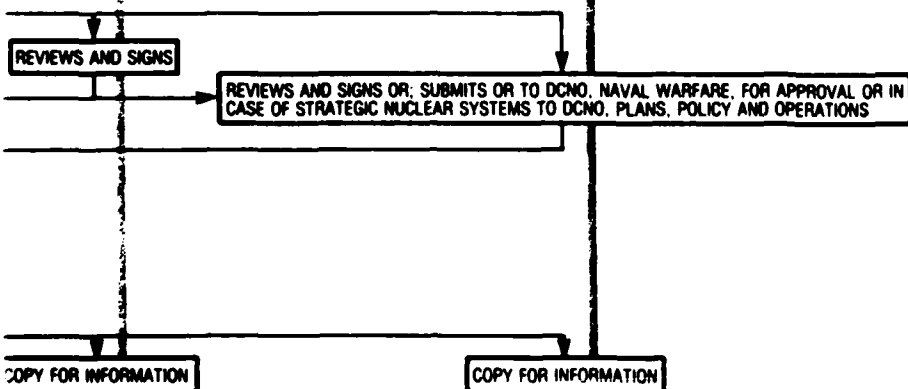 REVIEWS AND SIGNS
REVIEWS AND SIGNS OR; SUBMITS OR TO DCNO, NAVAL WARFARE, FOR APPROVAL OR IN
CASE OF STRATEGIC NUCLEAR SYSTEMS TO DCNO, PLANS, POLICY AND OPERATIONS
COPY FOR INFORMATION
COPY FOR INFORMATION